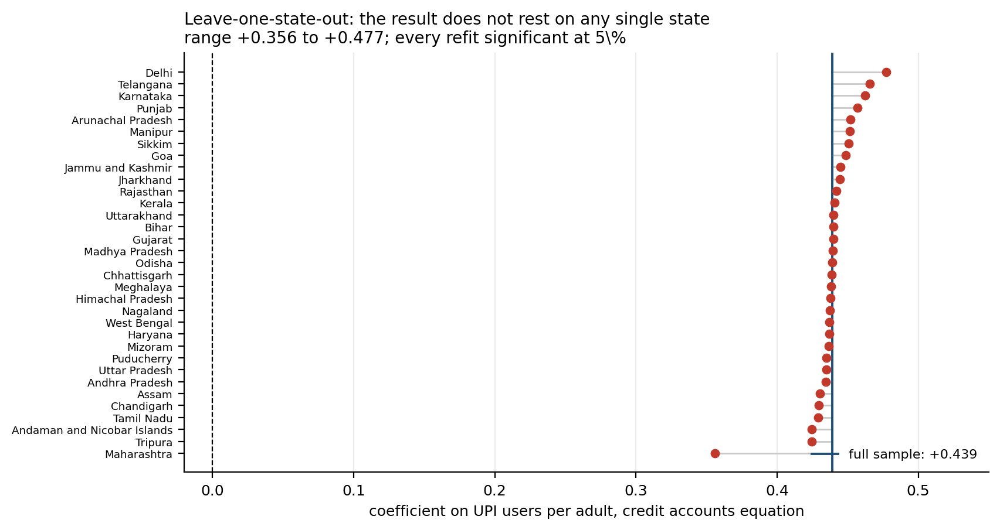 Leave-one-state-out: the result does not rest on any single state
range +0.356 to +0.477; every refit significant at 5\%
Delhi
Telangana
Karnataka
Punjab
Arunachal Pradesh
Manipur
Sikkim
Goa
Jammu and Kashmir
Jharkhand
Rajasthan
Kerala
Uttarakhand
Bihar
Gujarat
Madhya Pradesh
Odisha
Chhattisgarh
Meghalaya
Himachal Pradesh
Nagaland
West Bengal
Haryana
Mizoram
Puducherry
Uttar Pradesh
Andhra Pradesh
Assam
Chandigarh
Tamil Nadu
Andaman and Nicobar Islands
Tripura
Maharashtra
full sample: +0.439
0.0 0.1 0.2 0.3 0.4 0.5
coefficient on UPI users per adult, credit accounts equation